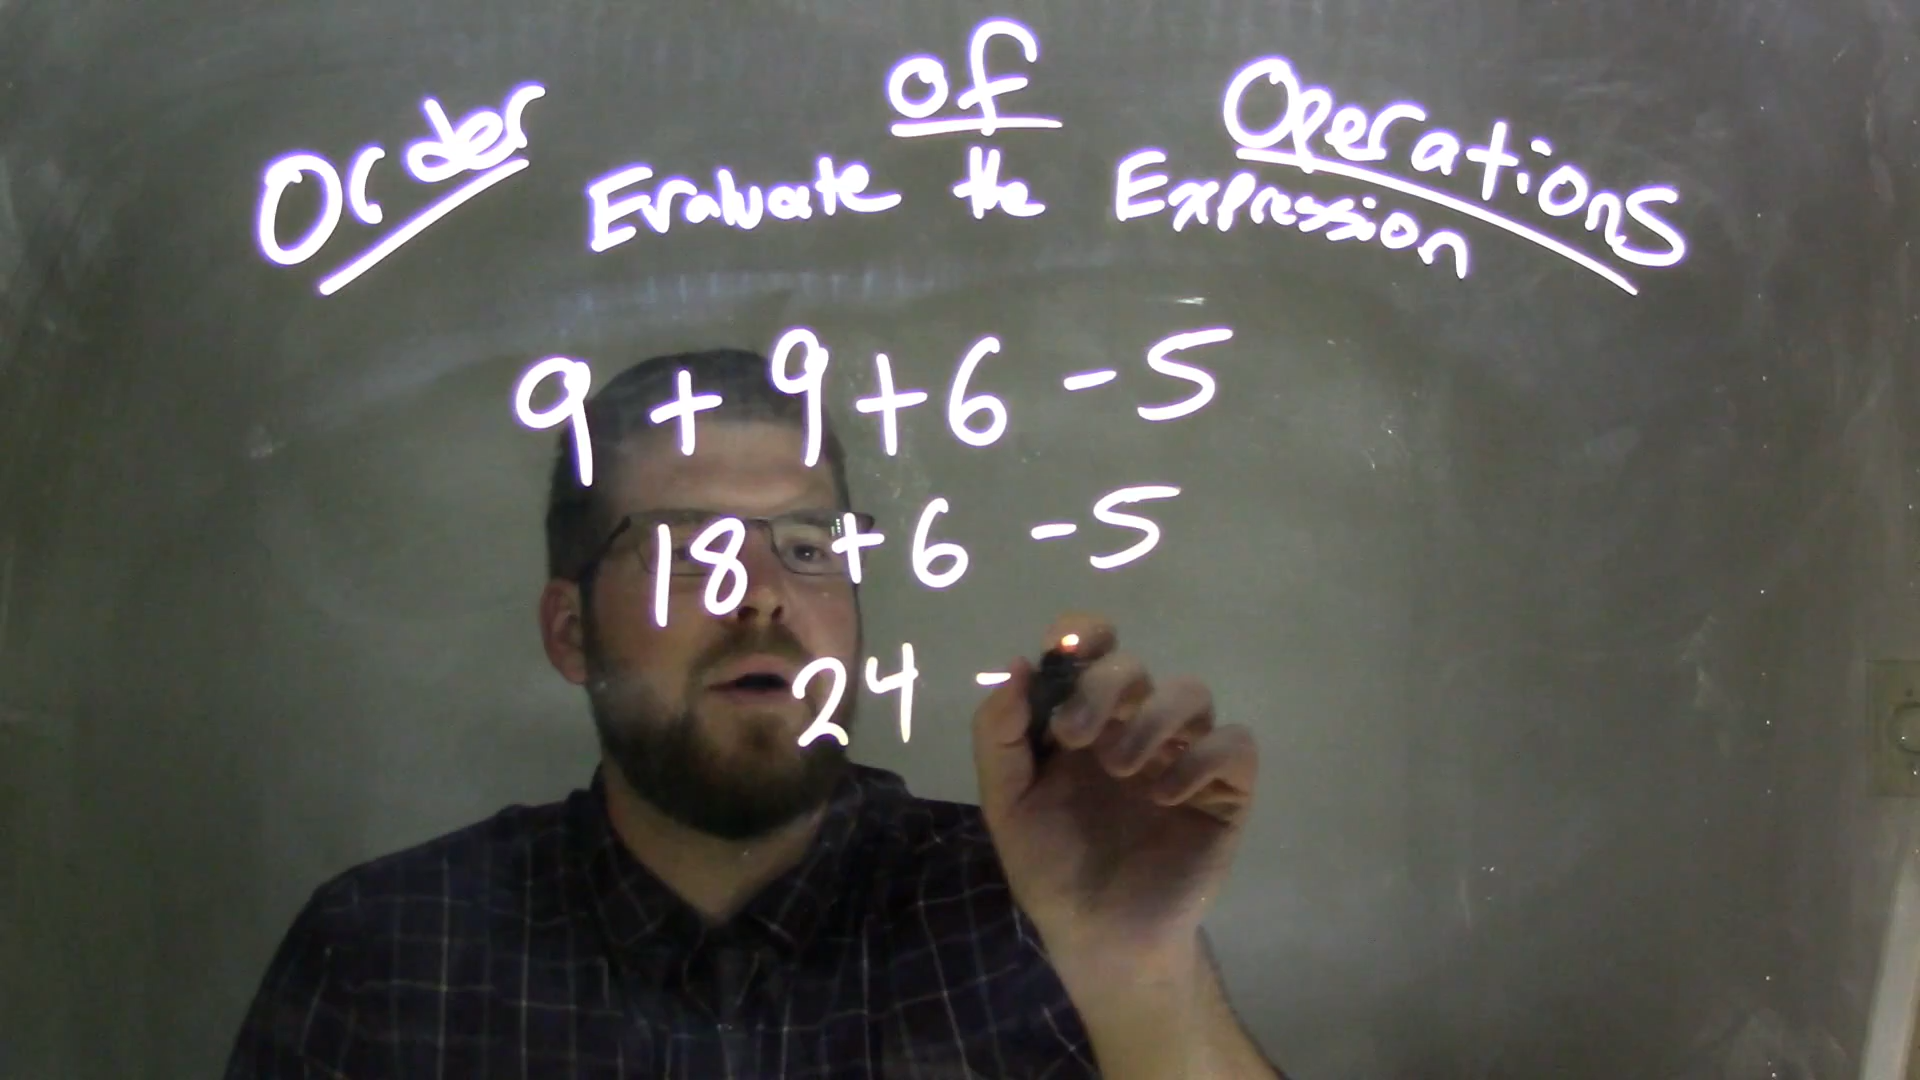 Order of Operations
Evaluate the Expression
9 + 9 + 6 - 5
18 + 6 - 5
24 -